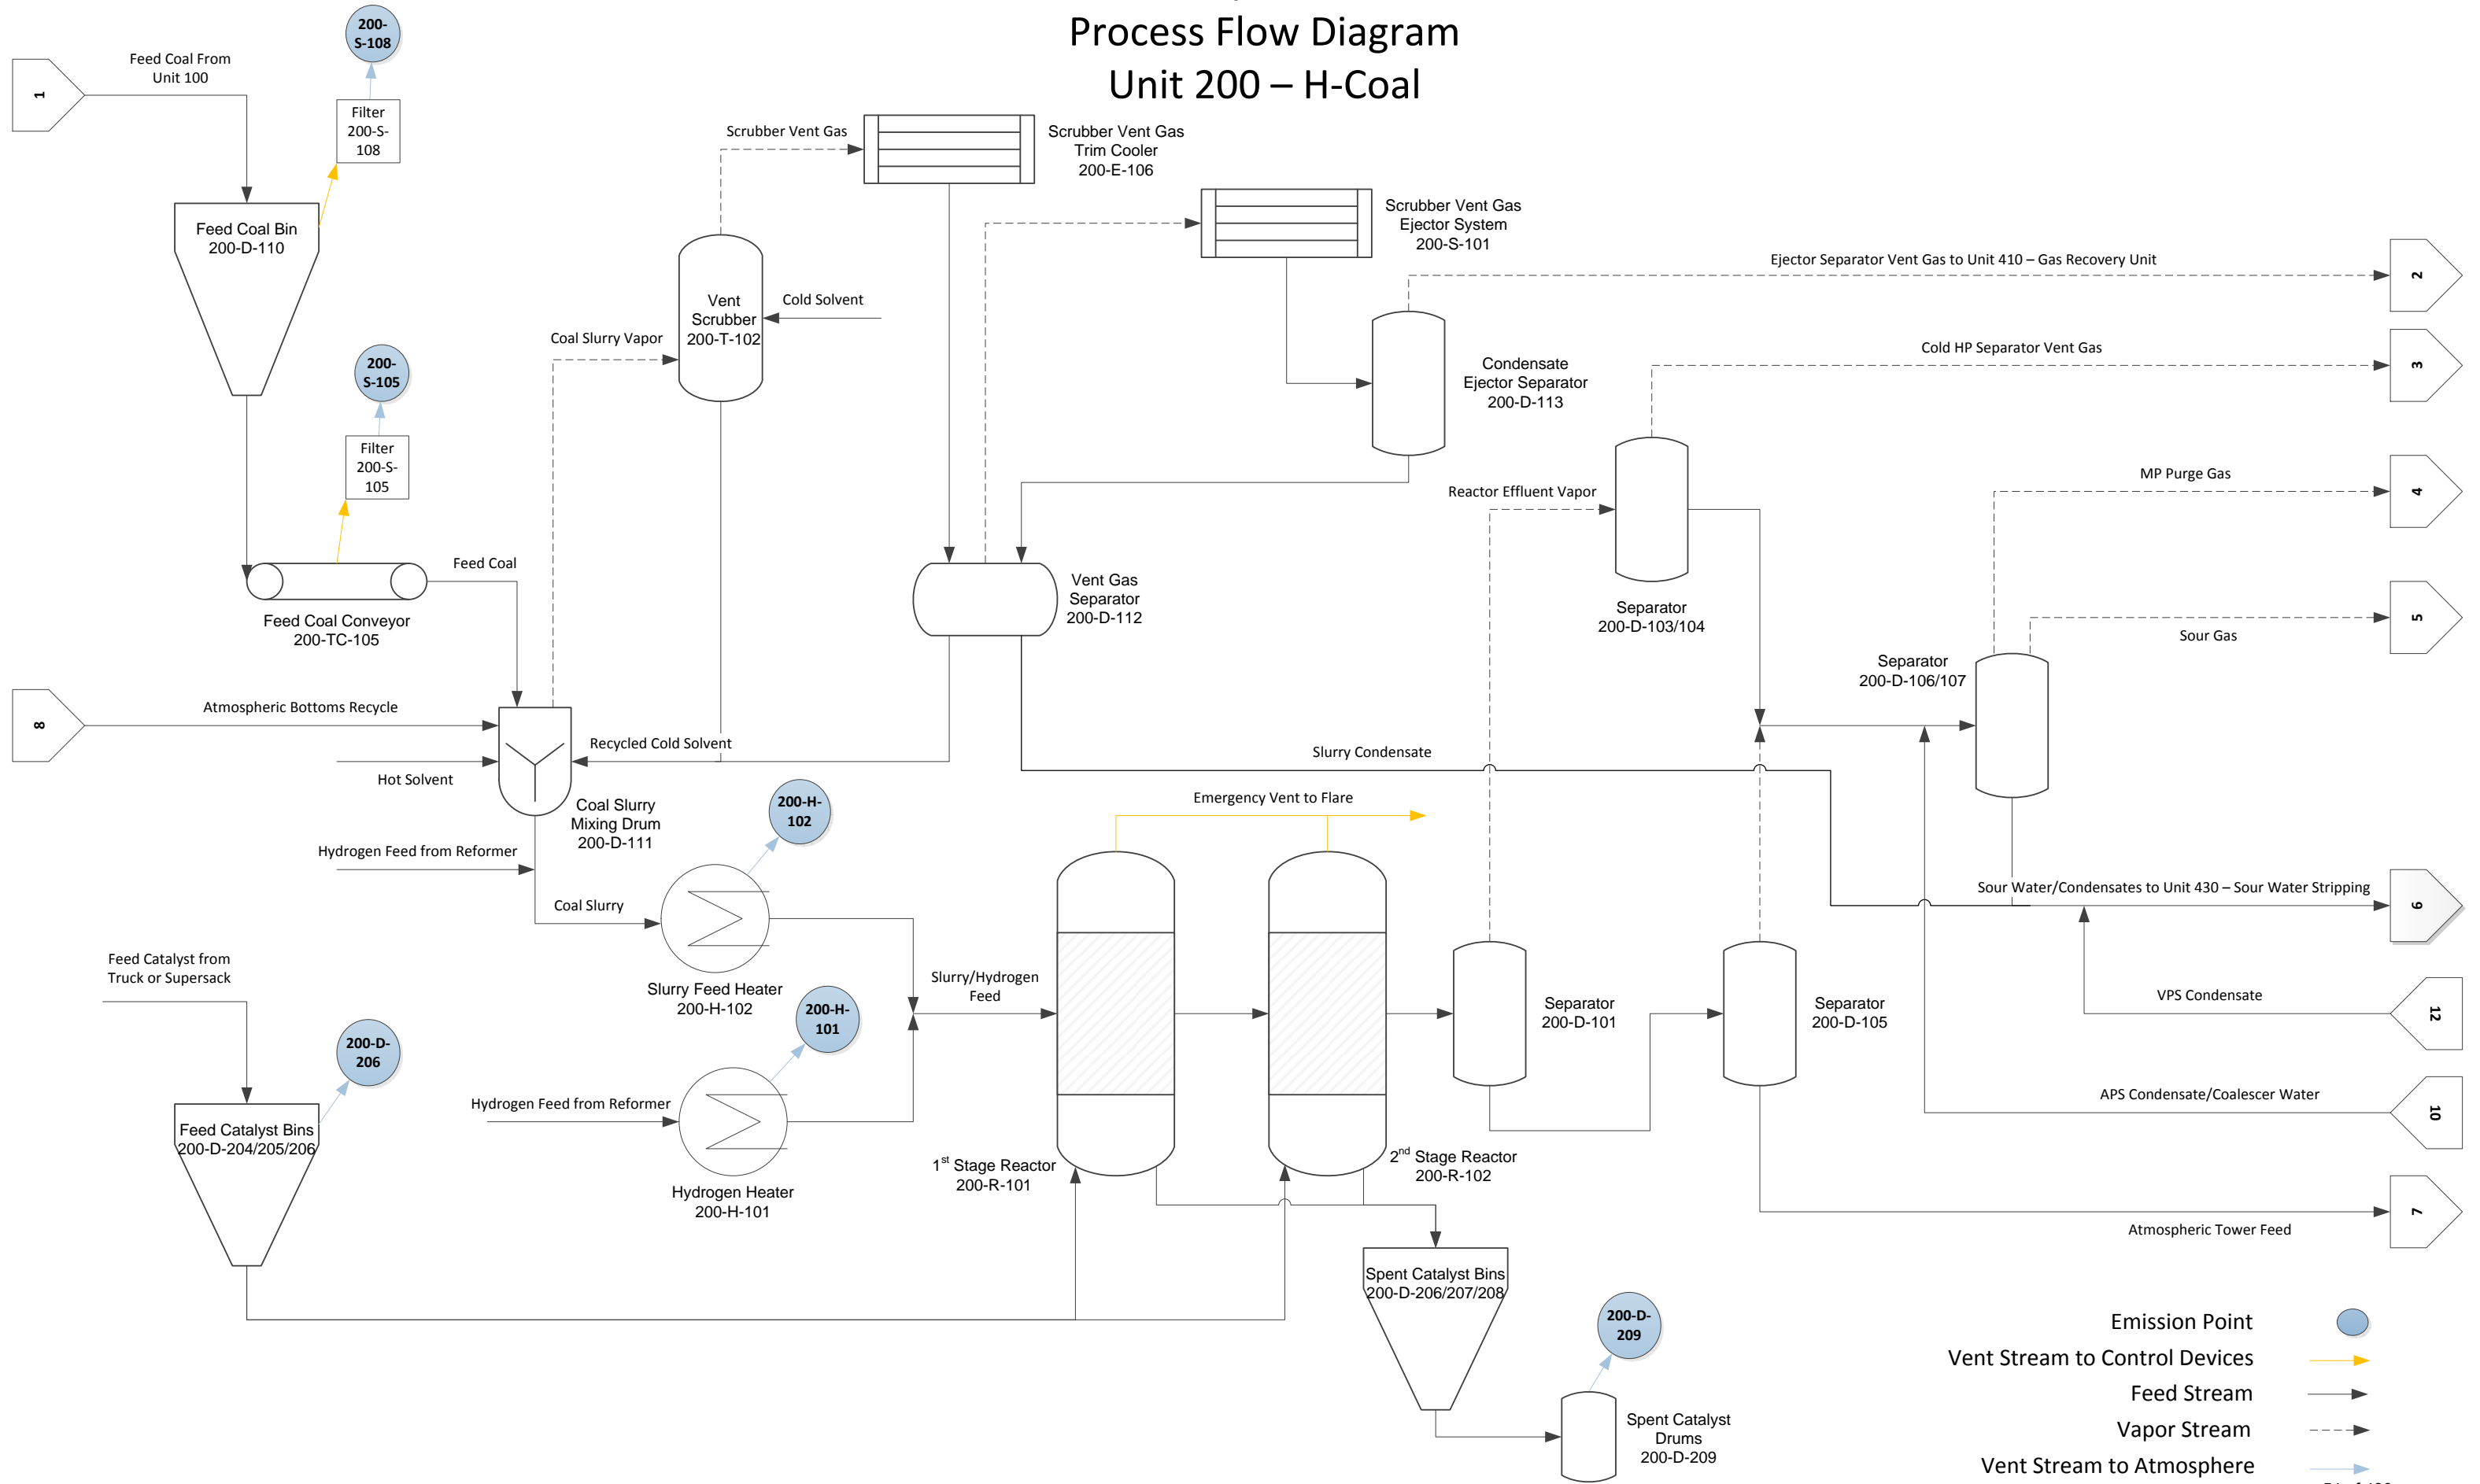 Process Flow Diagram
Unit 200 – H-Coal
200-
S-108
Feed Coal From
Unit 100
1
Filter
200-S-
108
Feed Coal Bin
200-D-110
200-
S-105
Filter
200-S-
105
Feed Coal
Feed Coal Conveyor
200-TC-105
Scrubber Vent Gas
Scrubber Vent Gas
Trim Cooler
200-E-106
Vent
Scrubber
200-T-102
Cold Solvent
Coal Slurry Vapor
Scrubber Vent Gas
Ejector System
200-S-101
Ejector Separator Vent Gas to Unit 410 – Gas Recovery Unit
2
Condensate
Ejector Separator
200-D-113
Cold HP Separator Vent Gas
3
Reactor Effluent Vapor
MP Purge Gas
4
Vent Gas
Separator
200-D-112
Separator
200-D-103/104
Sour Gas
5
Separator
200-D-106/107
8
Atmospheric Bottoms Recycle
Recycled Cold Solvent
Hot Solvent
Slurry Condensate
Coal Slurry
Mixing Drum
200-D-111
200-H-
102
Emergency Vent to Flare
Hydrogen Feed from Reformer
Coal Slurry
Slurry Feed Heater
200-H-102
Sour Water/Condensates to Unit 430 – Sour Water Stripping
6
Feed Catalyst from
Truck or Supersack
Slurry/Hydrogen
Feed
200-H-
101
Separator
200-D-101
Separator
200-D-105
VPS Condensate
12
200-D-
206
Hydrogen Feed from Reformer
APS Condensate/Coalescer Water
10
Feed Catalyst Bins
200-D-204/205/206
Hydrogen Heater
200-H-101
1st Stage Reactor
200-R-101
2nd Stage Reactor
200-R-102
7
Atmospheric Tower Feed
Spent Catalyst Bins
200-D-206/207/208
200-D-
209
Spent Catalyst
Drums
200-D-209
Emission Point
Vent Stream to Control Devices
Feed Stream
Vapor Stream
Vent Stream to Atmosphere